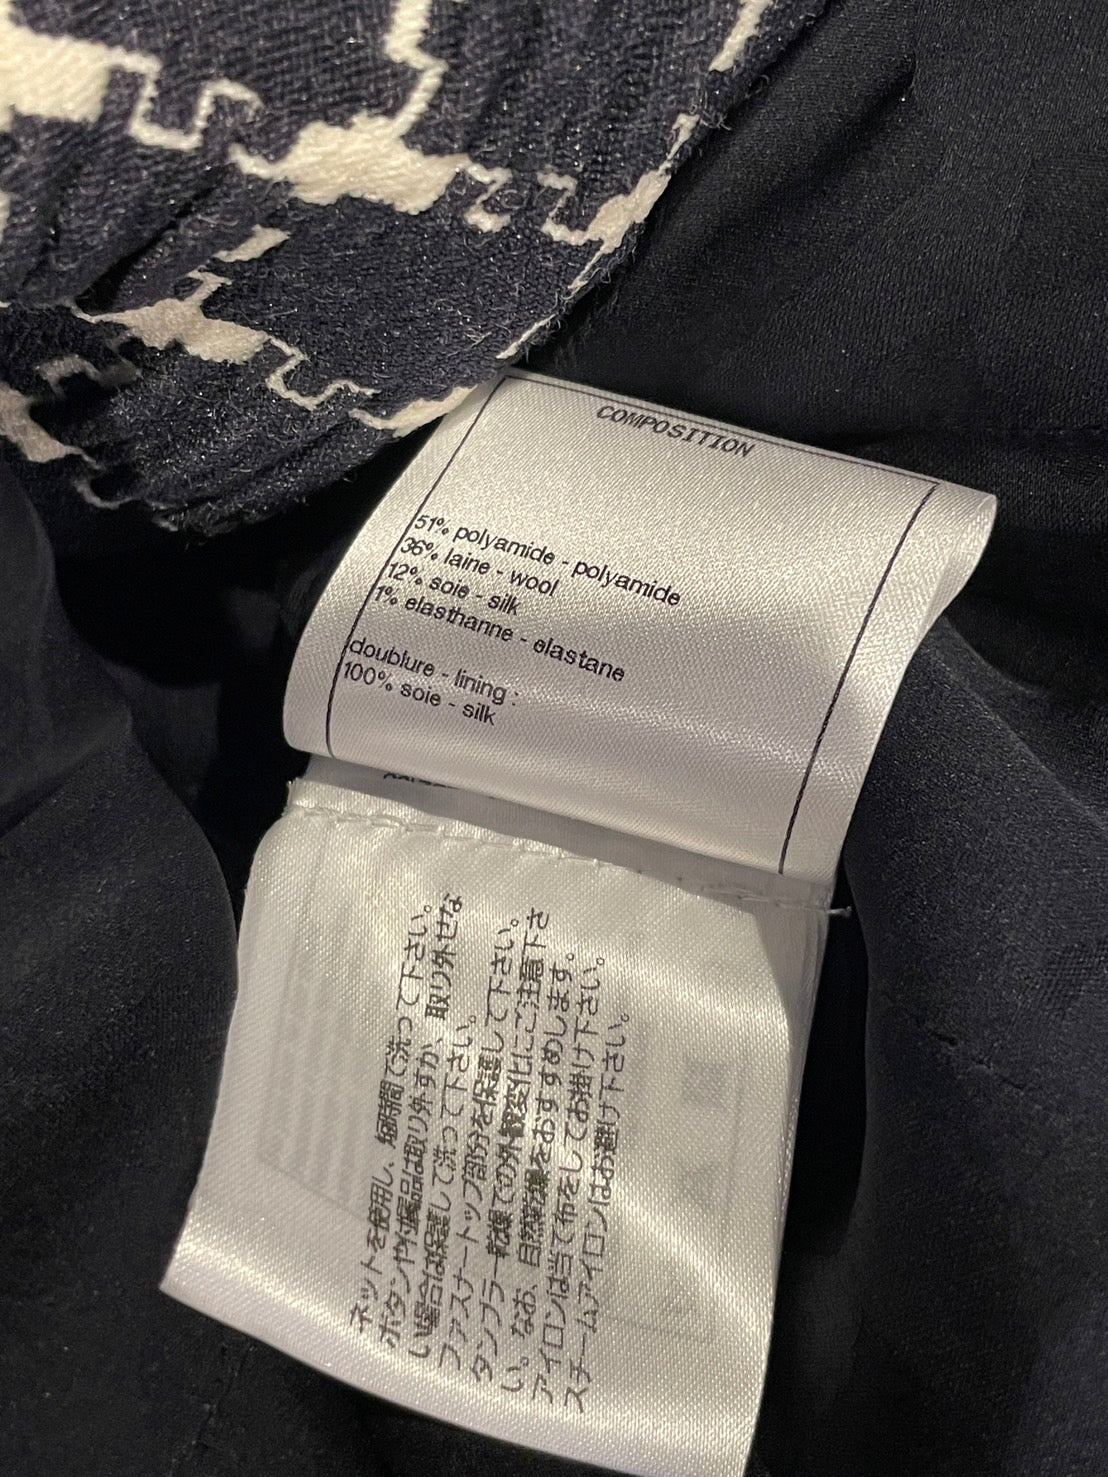 COMPOSITION
51% polyamide - polyamide
36% laine - wool
12% soie - silk
1% elasthanne - elastane
doublure - lining :
100% soie - silk
ネットを使用し、短時間で洗って下さい。
ボタンや付属品は取り外すか、取り外せな
い場合は保護して洗って下さい。
ファスナートップ部分を保護して下さい。
タンブラー乾燥での外観変化にご注意下さ
い。なお、自然乾燥をおすすめします。
アイロンは当て布をしてお掛け下さい。
スチームアイロンはお避け下さい。